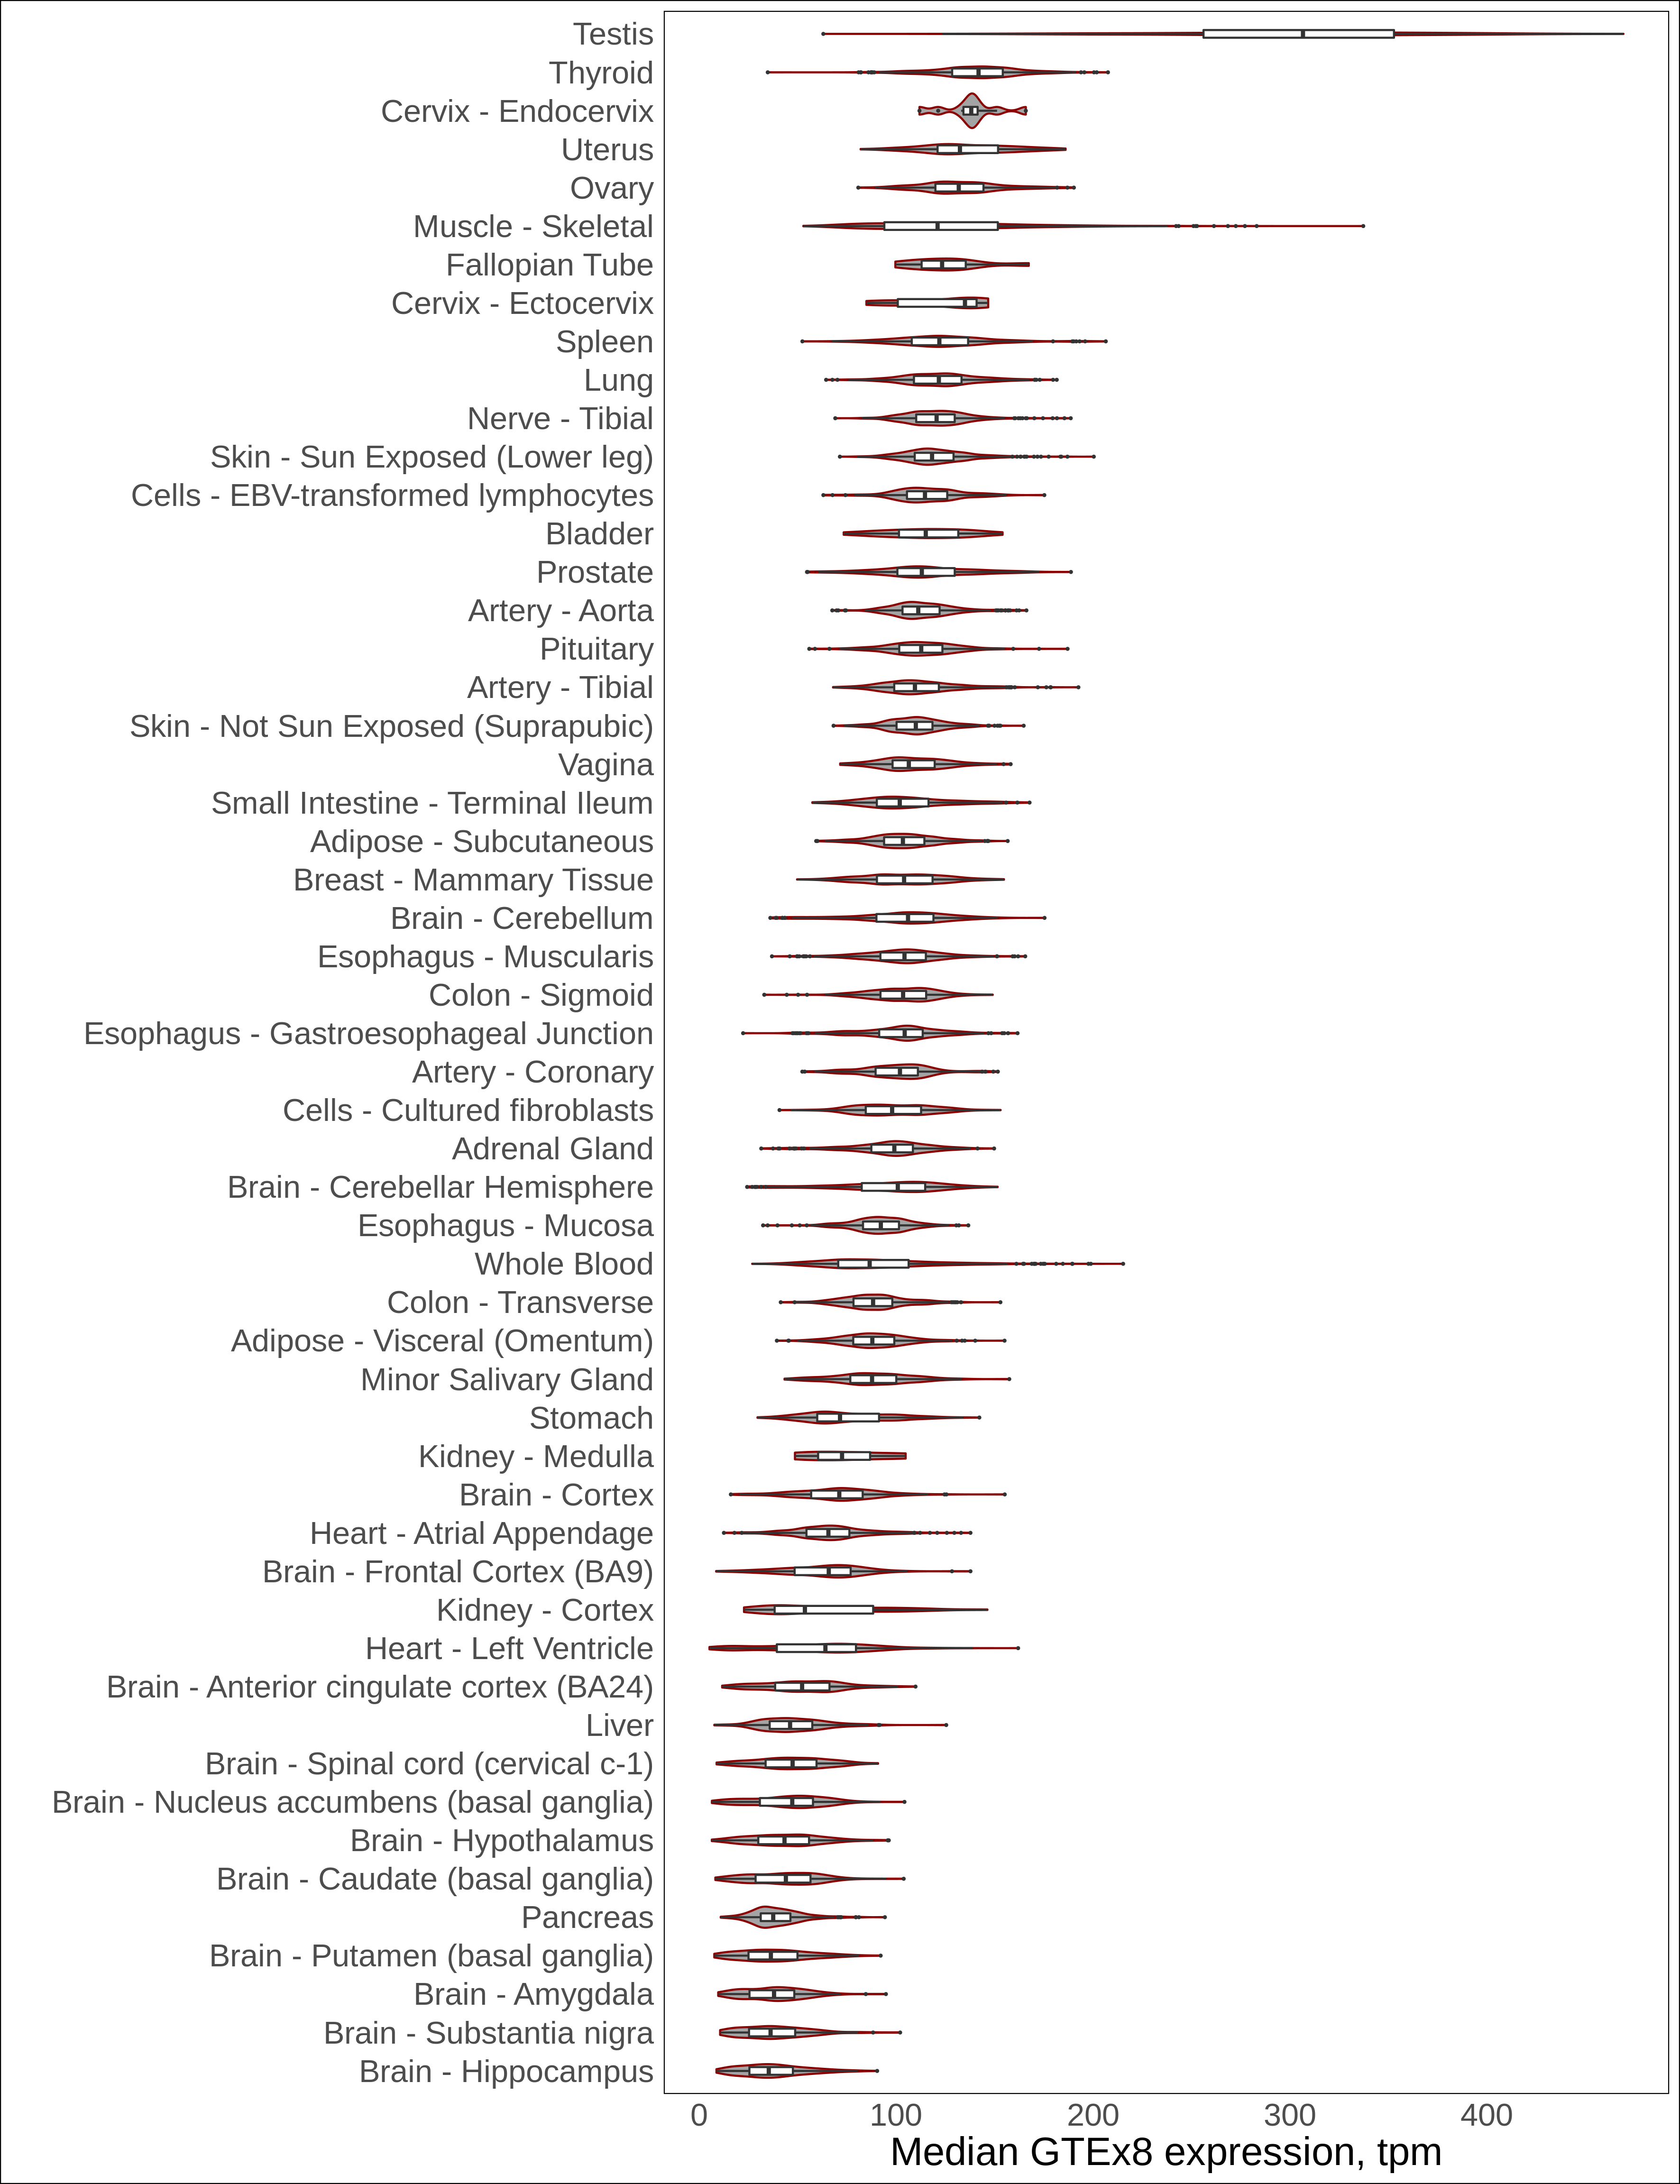 Testis
Thyroid
Cervix - Endocervix
Uterus
Ovary
Muscle - Skeletal
Fallopian Tube
Cervix - Ectocervix
Spleen
Lung
Nerve - Tibial
Skin - Sun Exposed (Lower leg)
Cells - EBV-transformed lymphocytes
Bladder
Prostate
Artery - Aorta
Pituitary
Artery - Tibial
Skin - Not Sun Exposed (Suprapubic)
Vagina
Small Intestine - Terminal Ileum
Adipose - Subcutaneous
Breast - Mammary Tissue
Brain - Cerebellum
Esophagus - Muscularis
Colon - Sigmoid
Esophagus - Gastroesophageal Junction
Artery - Coronary
Cells - Cultured fibroblasts
Adrenal Gland
Brain - Cerebellar Hemisphere
Esophagus - Mucosa
Whole Blood
Colon - Transverse
Adipose - Visceral (Omentum)
Minor Salivary Gland
Stomach
Kidney - Medulla
Brain - Cortex
Heart - Atrial Appendage
Brain - Frontal Cortex (BA9)
Kidney - Cortex
Heart - Left Ventricle
Brain - Anterior cingulate cortex (BA24)
Liver
Brain - Spinal cord (cervical c-1)
Brain - Nucleus accumbens (basal ganglia)
Brain - Hypothalamus
Brain - Caudate (basal ganglia)
Pancreas
Brain - Putamen (basal ganglia)
Brain - Amygdala
Brain - Substantia nigra
Brain - Hippocampus
0 100 200 300 400
Median GTEx8 expression, tpm